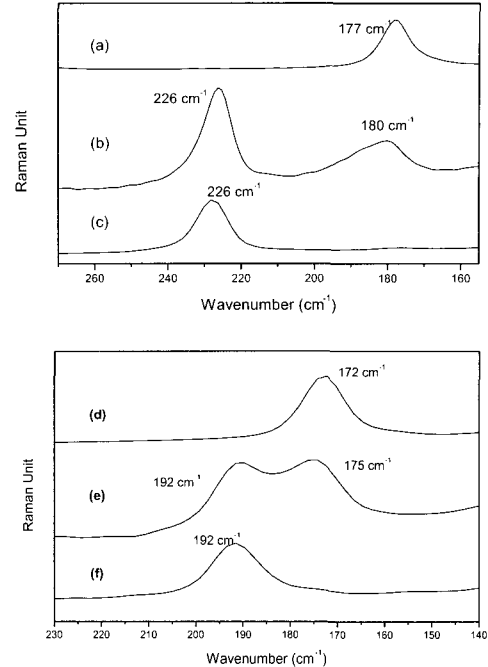 177 cm-1
(a)
226 cm-1
180 cm-1
(b)
226 cm-1
(c)
Raman Unit
260 240 220 200 180 160
Wavenumber (cm-1)
172 cm-1
(d)
192 cm-1
175 cm-1
(e)
192 cm-1
(f)
Raman Unit
230 220 210 200 190 180 170 160 150 140
Wavenumber (cm-1)